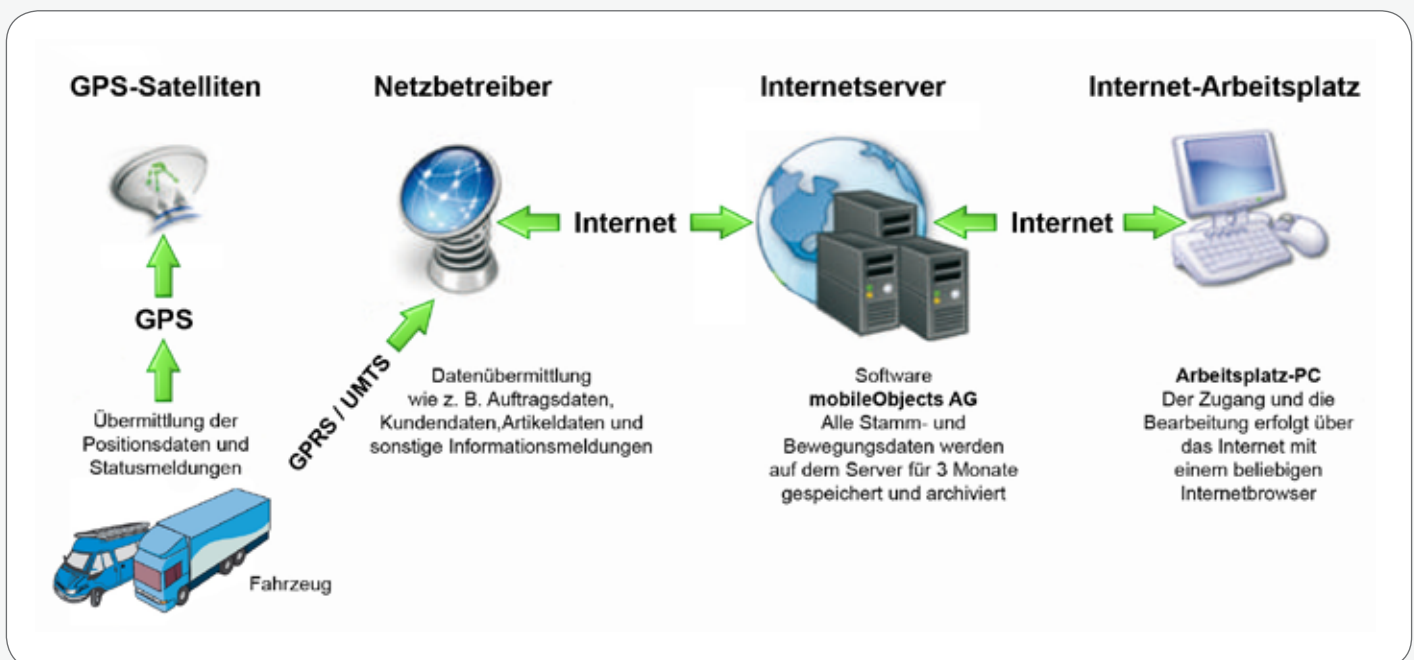 GPS-Satelliten
Netzbetreiber
Internetserver
Internet-Arbeitsplatz
Internet
Internet
GPS
GPRS / UMTS
Übermittlung der
Positionsdaten und
Statusmeldungen
Fahrzeug
Datenübermittlung
wie z. B. Auftragsdaten,
Kundendaten,Artikeldaten und
sonstige Informationsmeldungen
Software
mobileObjects AG
Alle Stamm- und
Bewegungsdaten werden
auf dem Server für 3 Monate
gespeichert und archiviert
Arbeitsplatz-PC
Der Zugang und die
Bearbeitung erfolgt über
das Internet mit
einem beliebigen
Internetbrowser